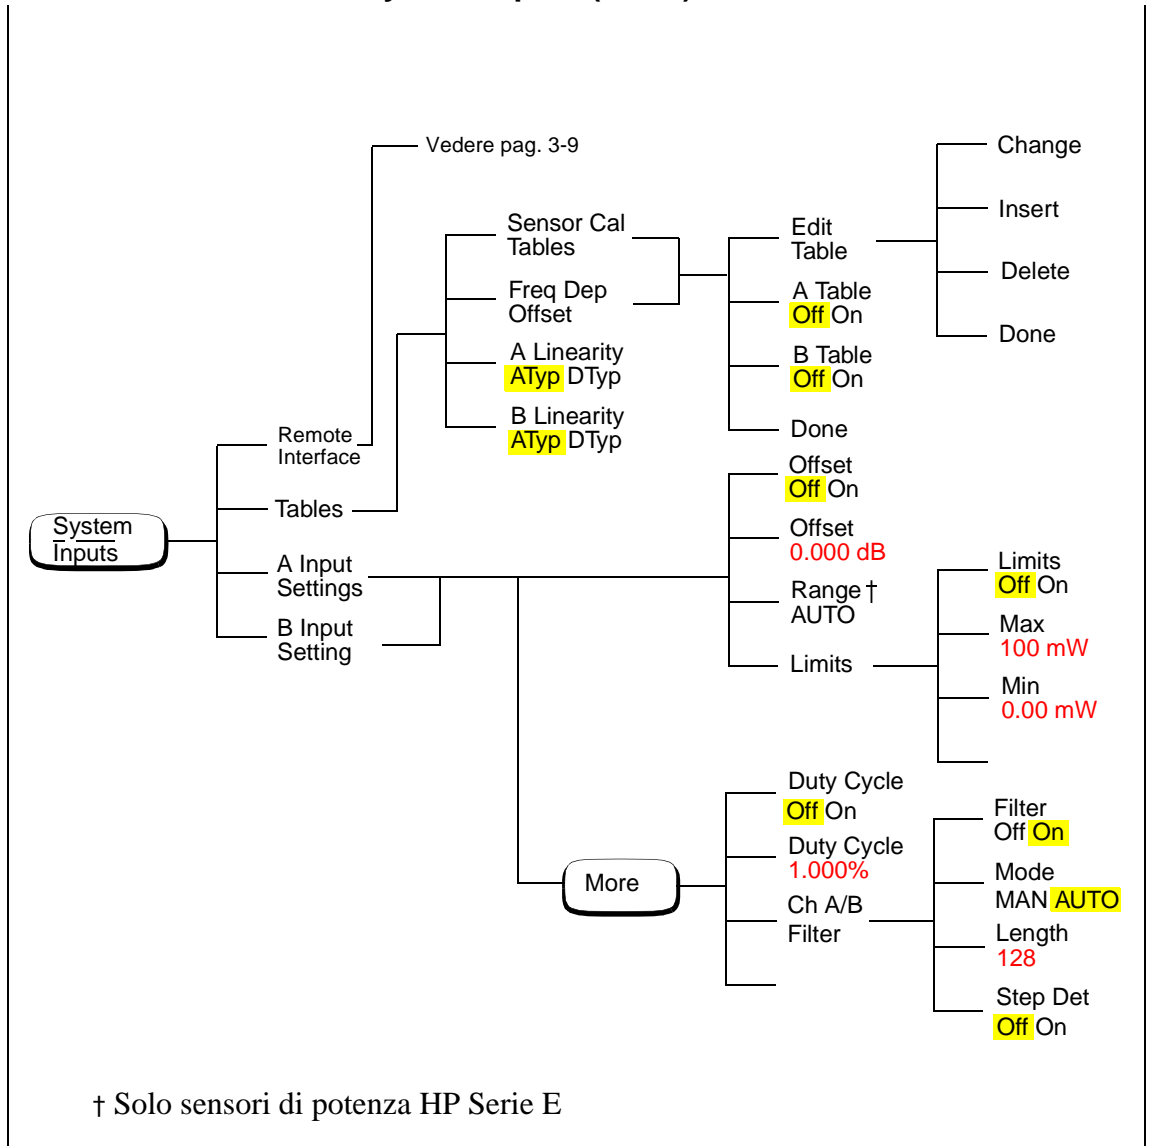 Vedere pag. 3-9
Change
Insert
Delete
Done
Sensor Cal
Tables
Freq Dep
Offset
A Linearity
ATyp DTyp
B Linearity
ATyp DTyp
Edit
Table
A Table
Off On
B Table
Off On
Done
Remote
Interface
Tables
System
Inputs
A Input
Settings
B Input
Setting
Offset
Off On
Offset
0.000 dB
Range †
AUTO
Limits
Limits
Off On
Max
100 mW
Min
0.00 mW
More
Duty Cycle
Off On
Duty Cycle
1.000%
Ch A/B
Filter
Filter
Off On
Mode
MAN AUTO
Length
128
Step Det
Off On
† Solo sensori di potenza HP Serie E